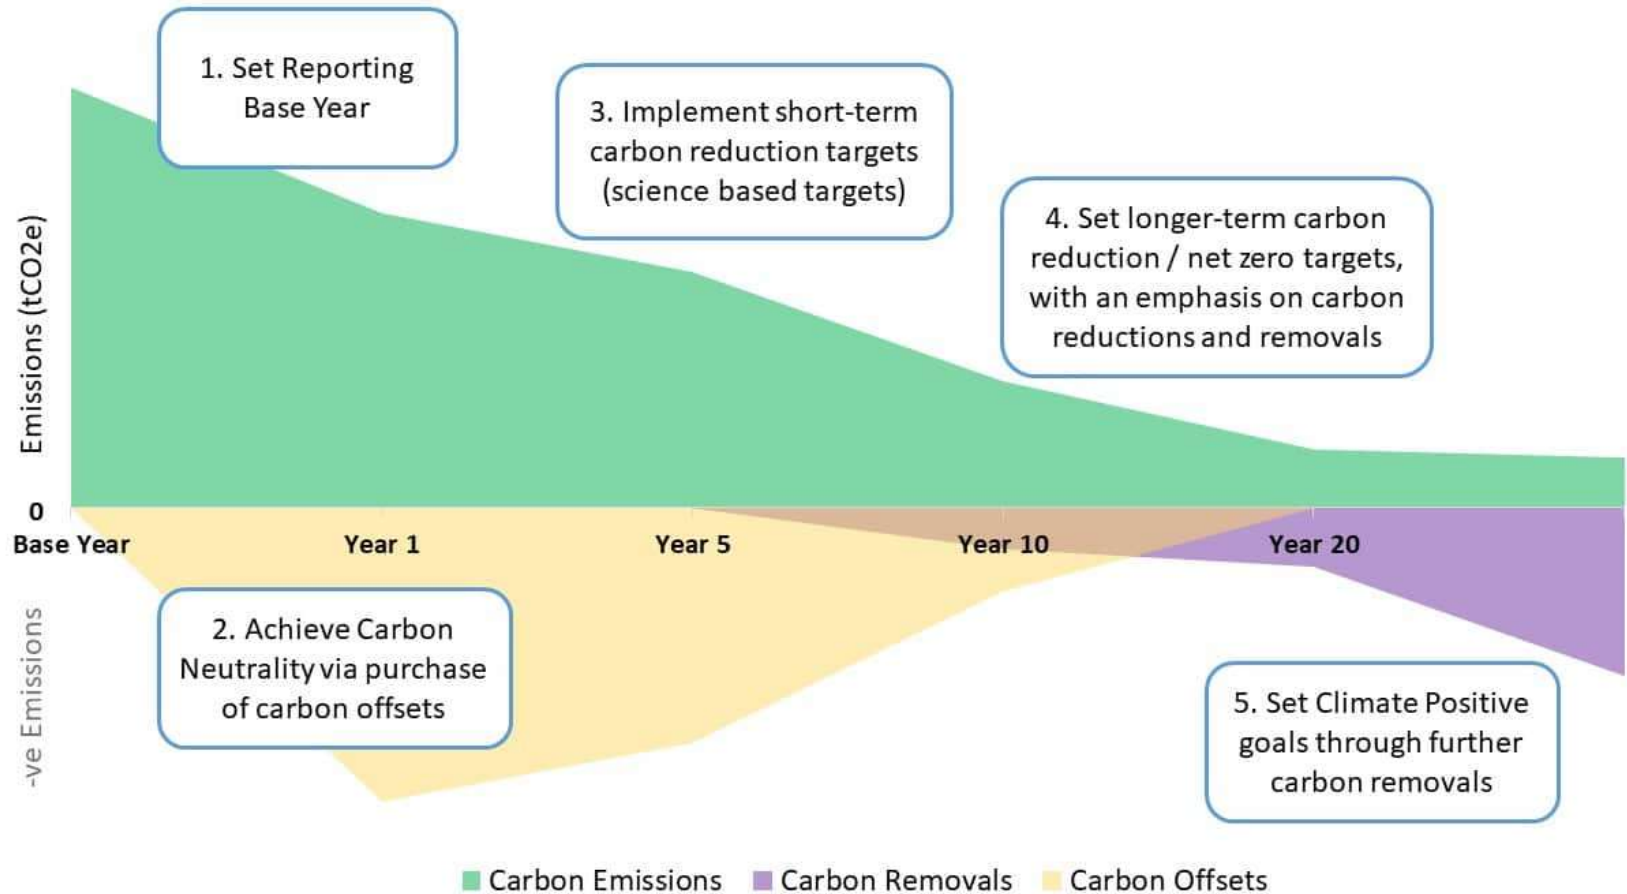 1. Set Reporting
Base Year
3. Implement short-term
carbon reduction targets
(science based targets)
4. Set longer-term carbon
reduction / net zero targets,
with an emphasis on carbon
reductions and removals
Emissions (tCO2e)
0
Base Year
Year 1
Year 5
Year 10
Year 20
-ve Emissions
2. Achieve Carbon
Neutrality via purchase
of carbon offsets
5. Set Climate Positive
goals through further
carbon removals
Carbon Emissions
Carbon Removals
Carbon Offsets